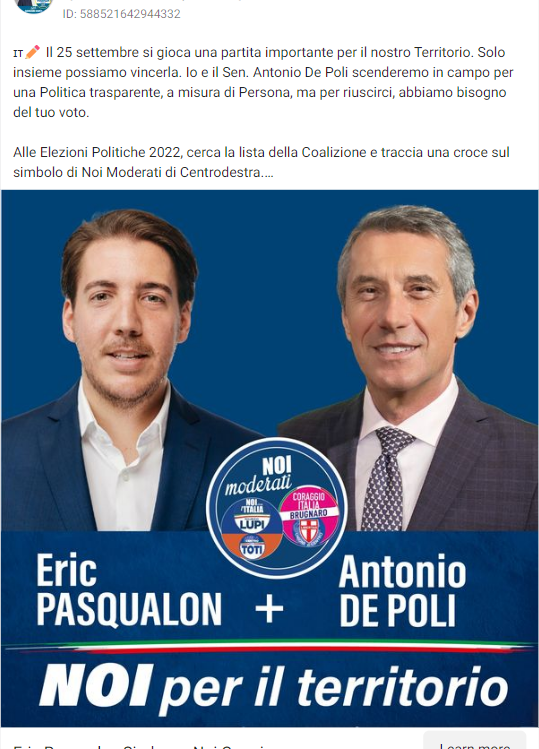 ID: 588521642944332
IT✏️ Il 25 settembre si gioca una partita importante per il nostro Territorio. Solo
insieme possiamo vincerla. Io e il Sen. Antonio De Poli scenderemo in campo per
una Politica trasparente, a misura di Persona, ma per riuscirci, abbiamo bisogno
del tuo voto.
Alle Elezioni Politiche 2022, cerca la lista della Coalizione e traccia una croce sul
simbolo di Noi Moderati di Centrodestra....
NOI
moderati
NOI
L'ITALIA
LUPI
CORAGGIO
ITALIA
BRUGNARO
TOTI
Eric
PASQUALON
+
Antonio
DE POLI
NOI per il territorio
Learn more